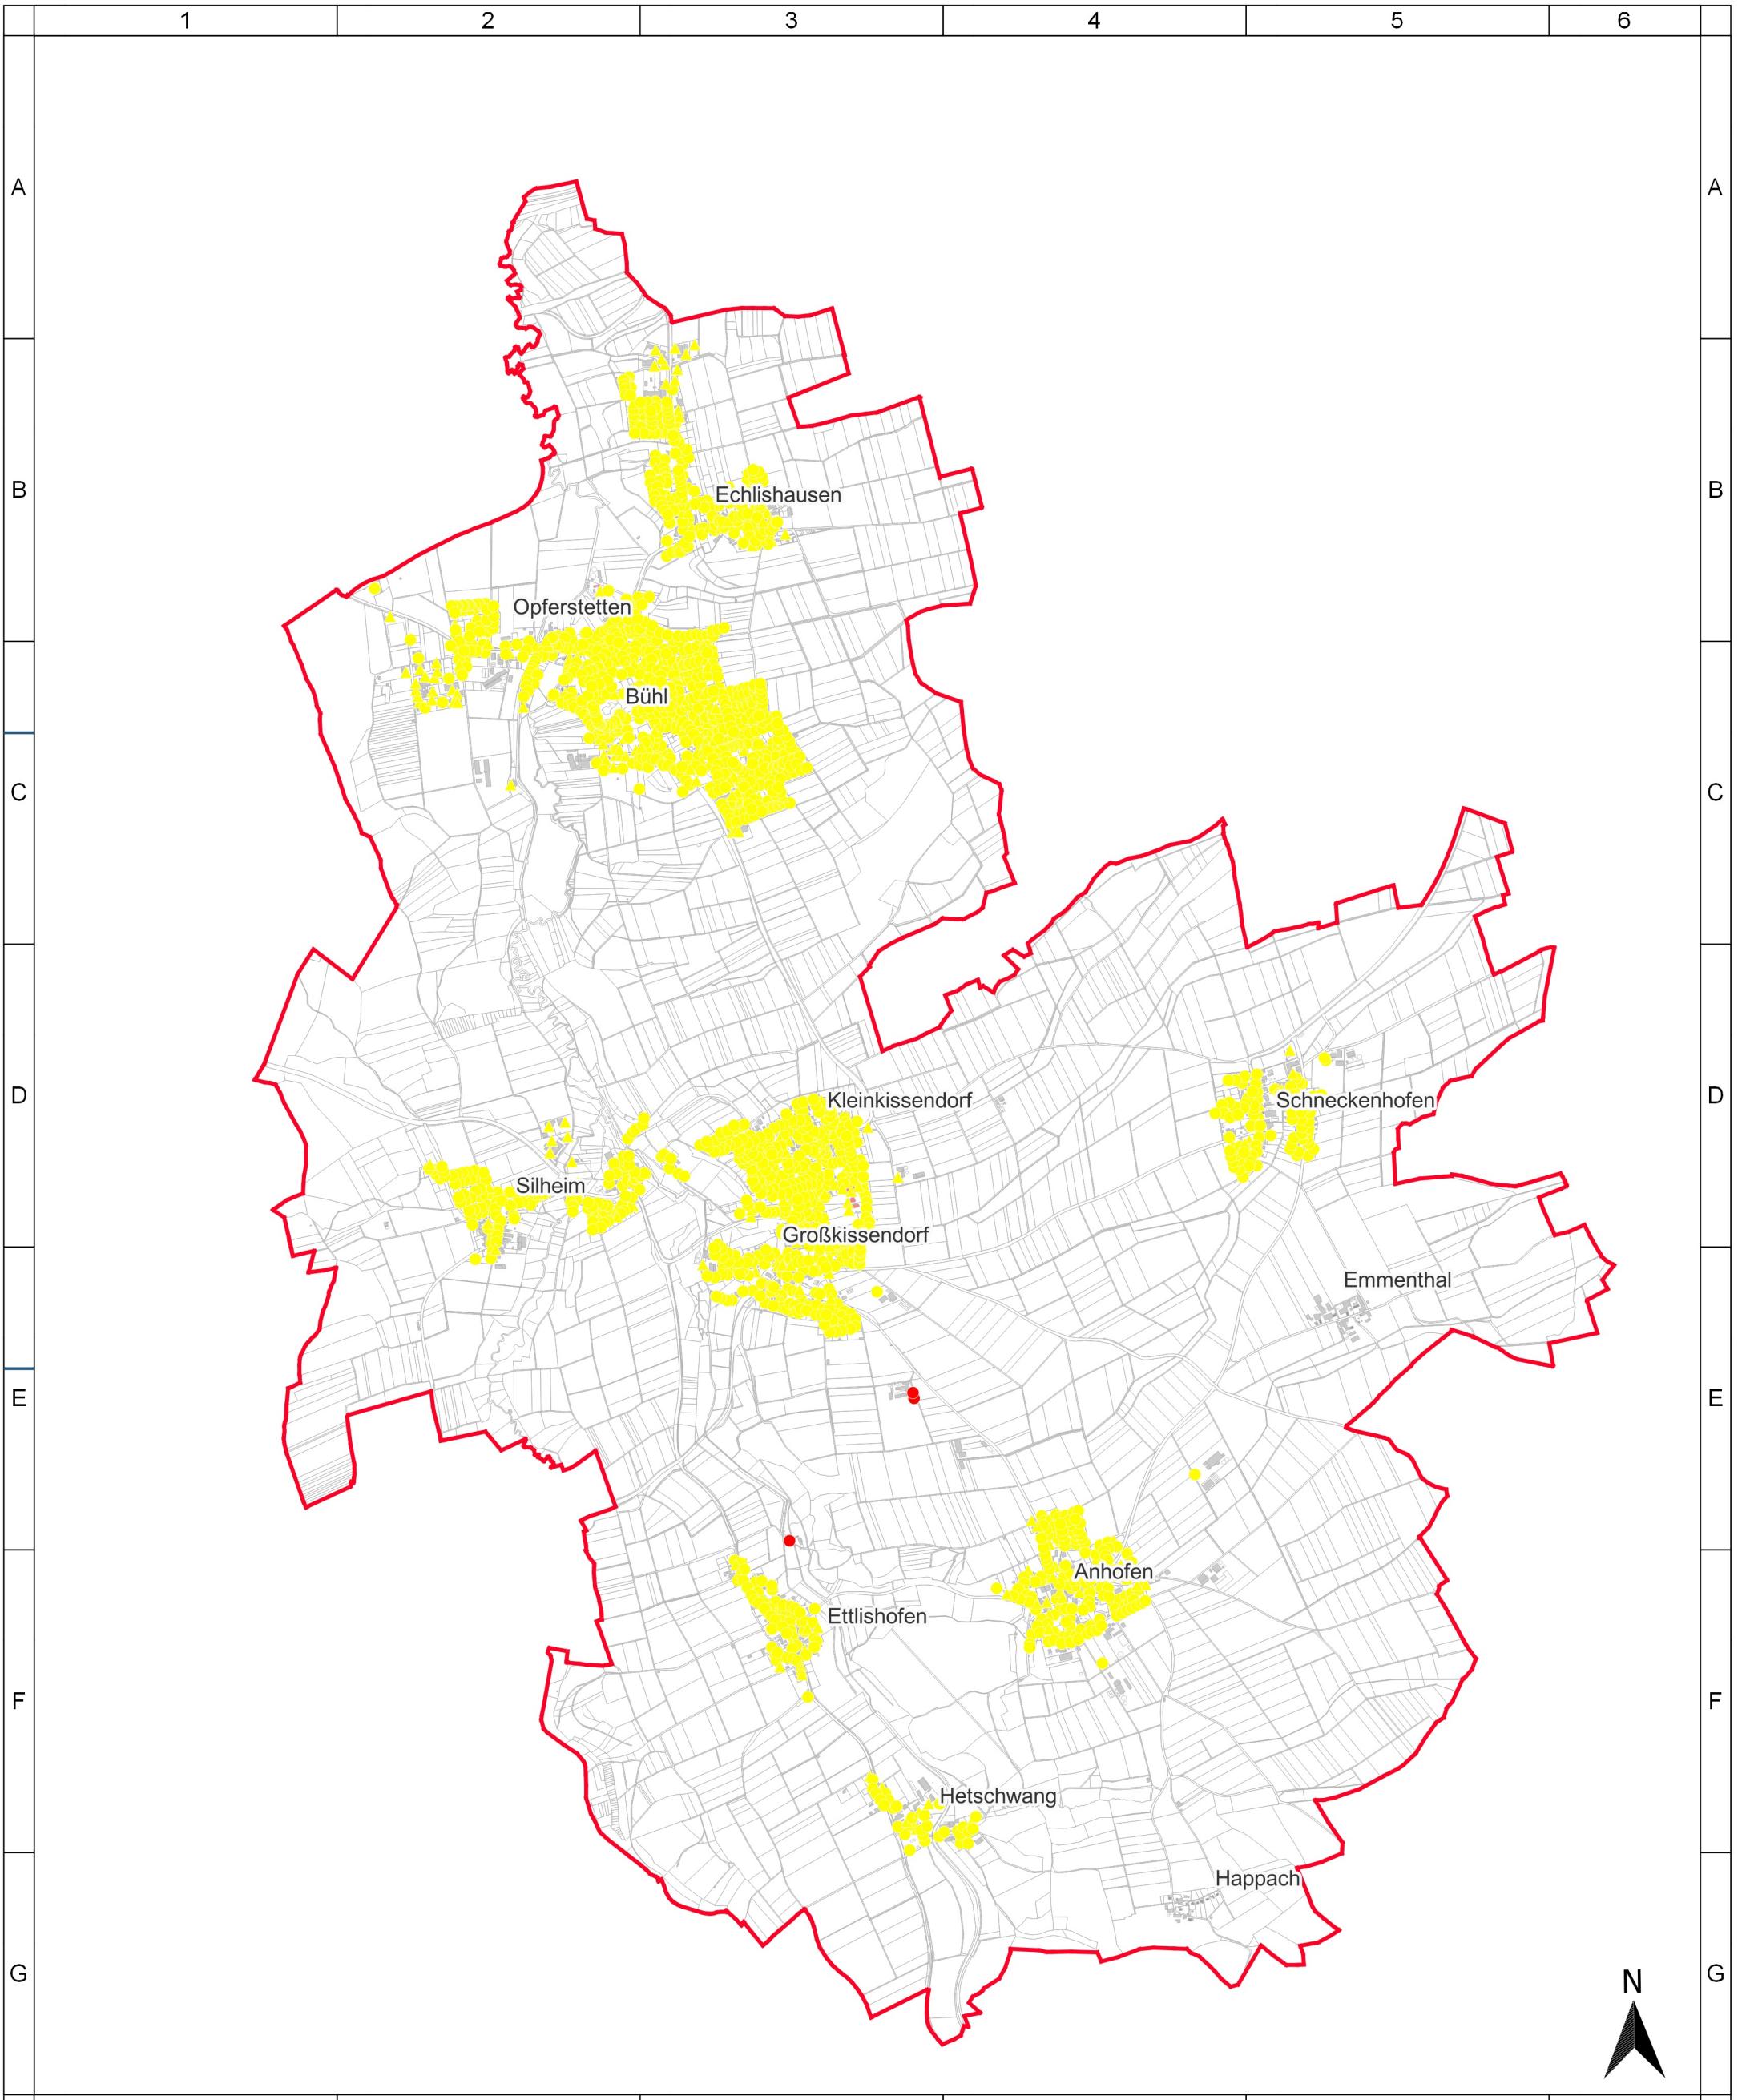 1 2 3 4 5 6
A A
B B
Echlishausen
Opferstetten
Bühl
C C
D D
Kleinkissendorf
Schneckenhofen
Silheim
Großkissendorf
Emmenthal
E E
Anhofen
Ettlishofen
F F
Hetschwang
Happach
G G
N